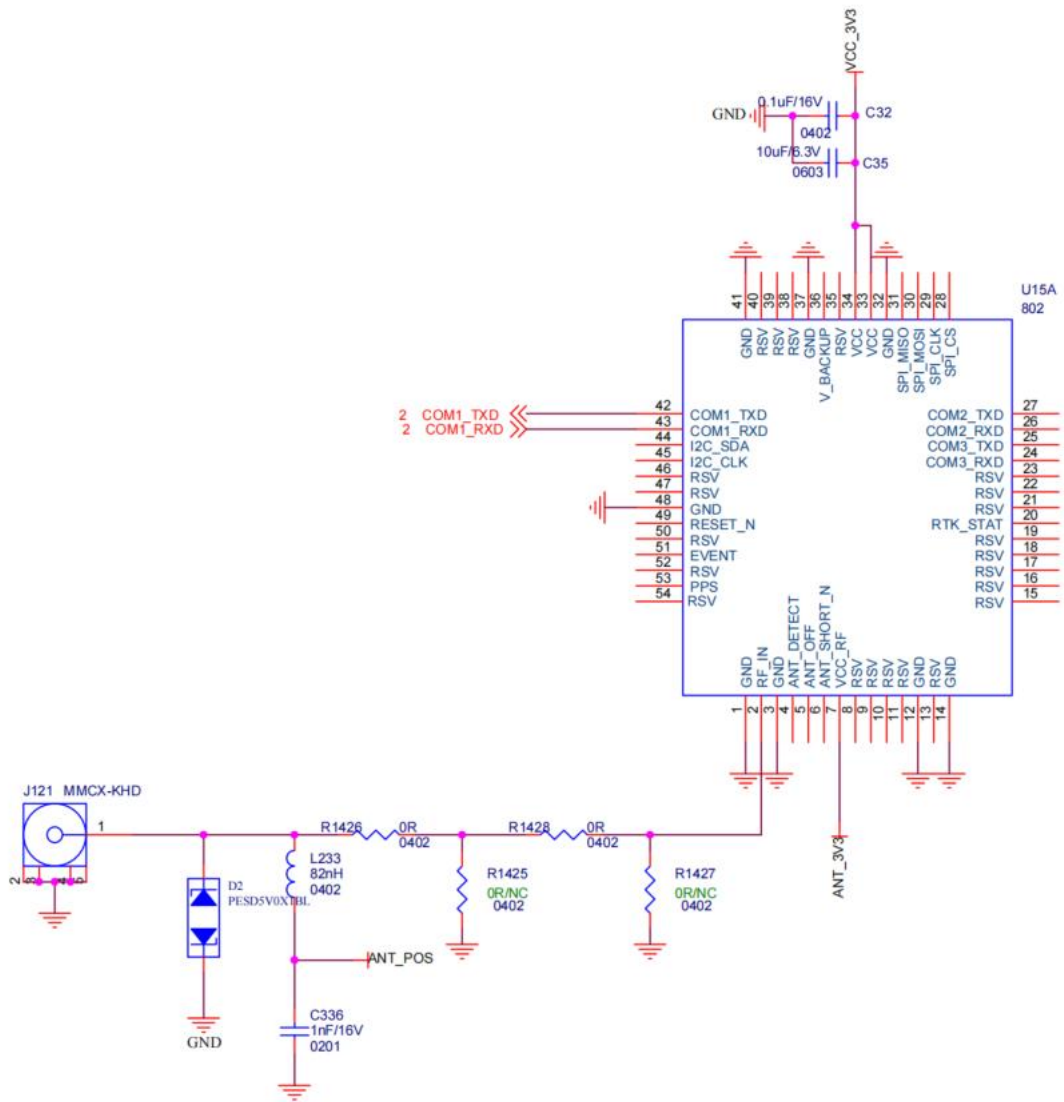 VCC_3V3
0.1uF/16V
C32
GND
0402
10uF/6.3V
C35
0603
U15A
802
41 40 39 38 37 36 35 34 33 32 31 30 29 28
GND RSV RSV RSV GND V_BACKUP RSV VCC VCC GND SPI_MISO SPI_MOSI SPI_CLK SPI_CS
2 COM1_TXD 42 COM1_TXD
2 COM1_RXD 43 COM1_RXD
44 I2C_SDA
45 I2C_CLK
46 RSV
47 RSV
48 GND
49 RESET_N
50 RSV
51 EVENT
52 RSV
53 PPS
54 RSV
COM2_TXD 27
COM2_RXD 26
COM3_TXD 25
COM3_RXD 24
RSV 23
RSV 22
RSV 21
RTK_STAT 20
RSV 19
RSV 18
RSV 17
RSV 16
RSV 15
GND RF_IN GND ANT_DETECT ANT_OFF ANT_SHORT_N VCC_RF RSV RSV RSV RSV GND RSV GND
1 2 3 4 5 6 7 8 9 10 11 12 13 14
ANT_3V3
J121 MMCX-KHD
1
2 3 4 5
D2
PESD5V0X1BL
L233
82nH
0402
R1426 0R
0402
R1428 0R
0402
R1425
0R/NC
0402
R1427
0R/NC
0402
ANT_POS
C336
1nF/16V
0201
GND